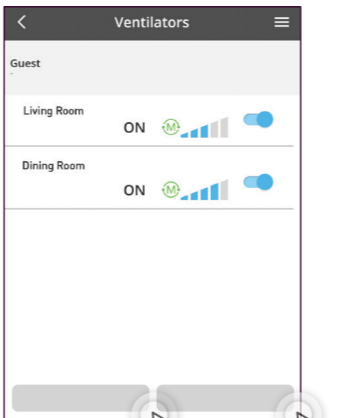 Ventilators
Guest
-
Living Room
ON M
Dining Room
ON M